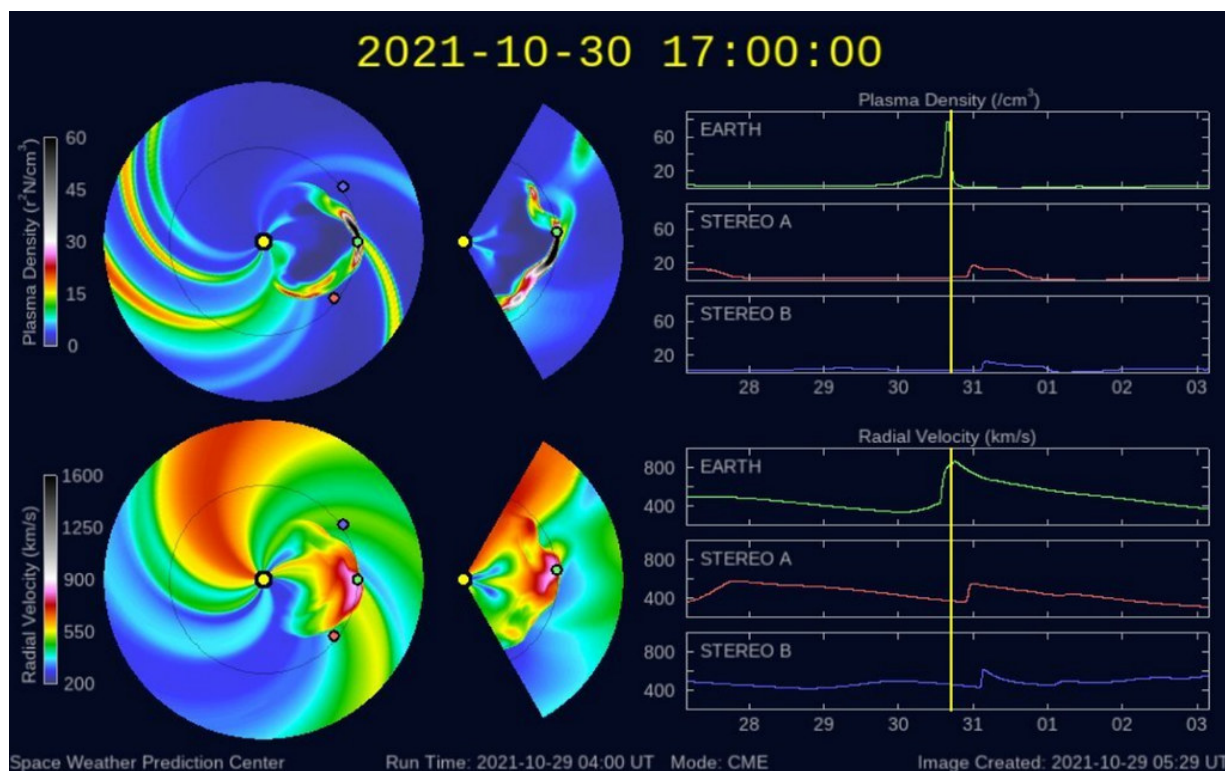 2021-10-30 17:00:00
Plasma Density (r²N/cm³)
60
45
30
15
0
Plasma Density (/cm³)
EARTH
60
20
STEREO A
60
20
STEREO B
60
20
28 29 30 31 01 02 03
Radial Velocity (km/s)
1600
1250
900
550
200
Radial Velocity (km/s)
EARTH
800
400
STEREO A
800
400
STEREO B
800
400
28 29 30 31 01 02 03
Space Weather Prediction Center Run Time: 2021-10-29 04:00 UT Mode: CME Image Created: 2021-10-29 05:29 UT